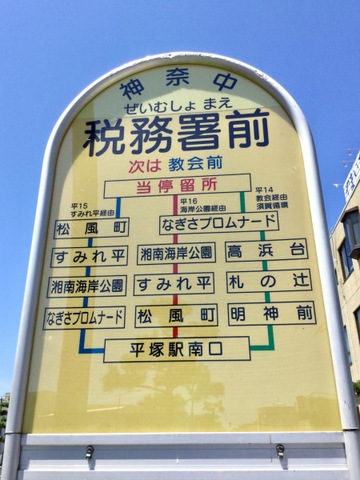 神奈中
ぜいむしょ まえ
税務署前
次は 教会前
当停留所
平15
すみれ平経由
平16
海岸公園経由
平14
教会経由
須賀循環
松風町
なぎさプロムナード
すみれ平
湘南海岸公園
高浜台
湘南海岸公園
すみれ平
札の辻
なぎさプロムナード
松風町
明神前
平塚駅南口